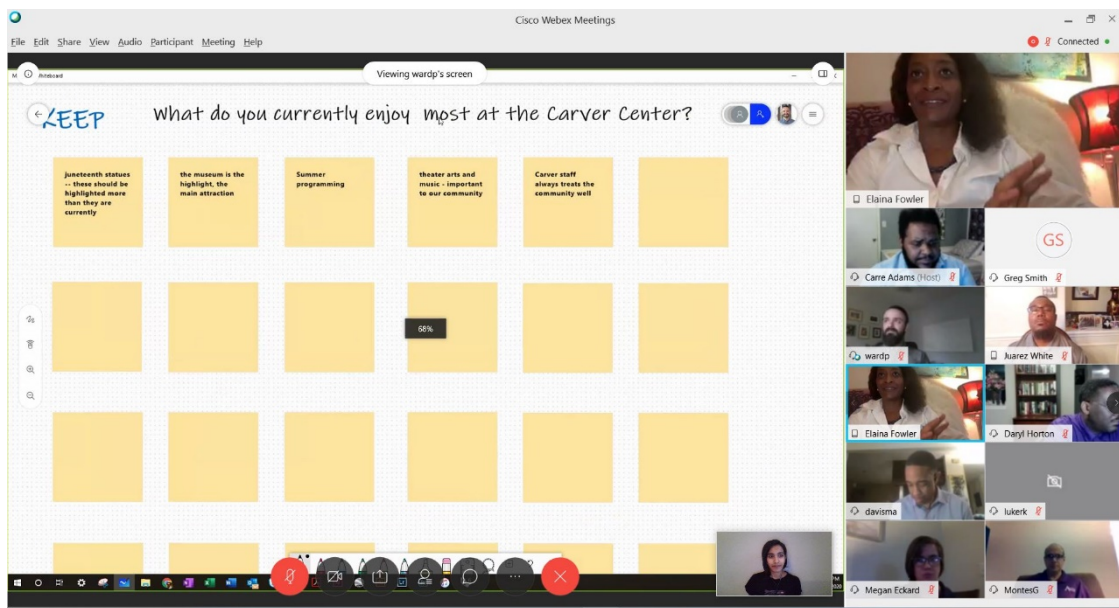 Cisco Webex Meetings
File Edit Share View Audio Participant Meeting Help
Connected
Viewing wardp's screen
KEEP
What do you currently enjoy most at the Carver Center?
juneteenth statues
-- these should be
highlighted more
than they are
currently
the museum is the
highlight, the
main attraction
Summer
programming
theater arts and
music - important
to our community
Carver staff
always treats the
community well
68%
Elaina Fowler
Carre Adams (Host)
GS
Greg Smith
wardp
Juarez White
Elaina Fowler
Daryl Horton
davisma
lukerk
Megan Eckard
MontesG